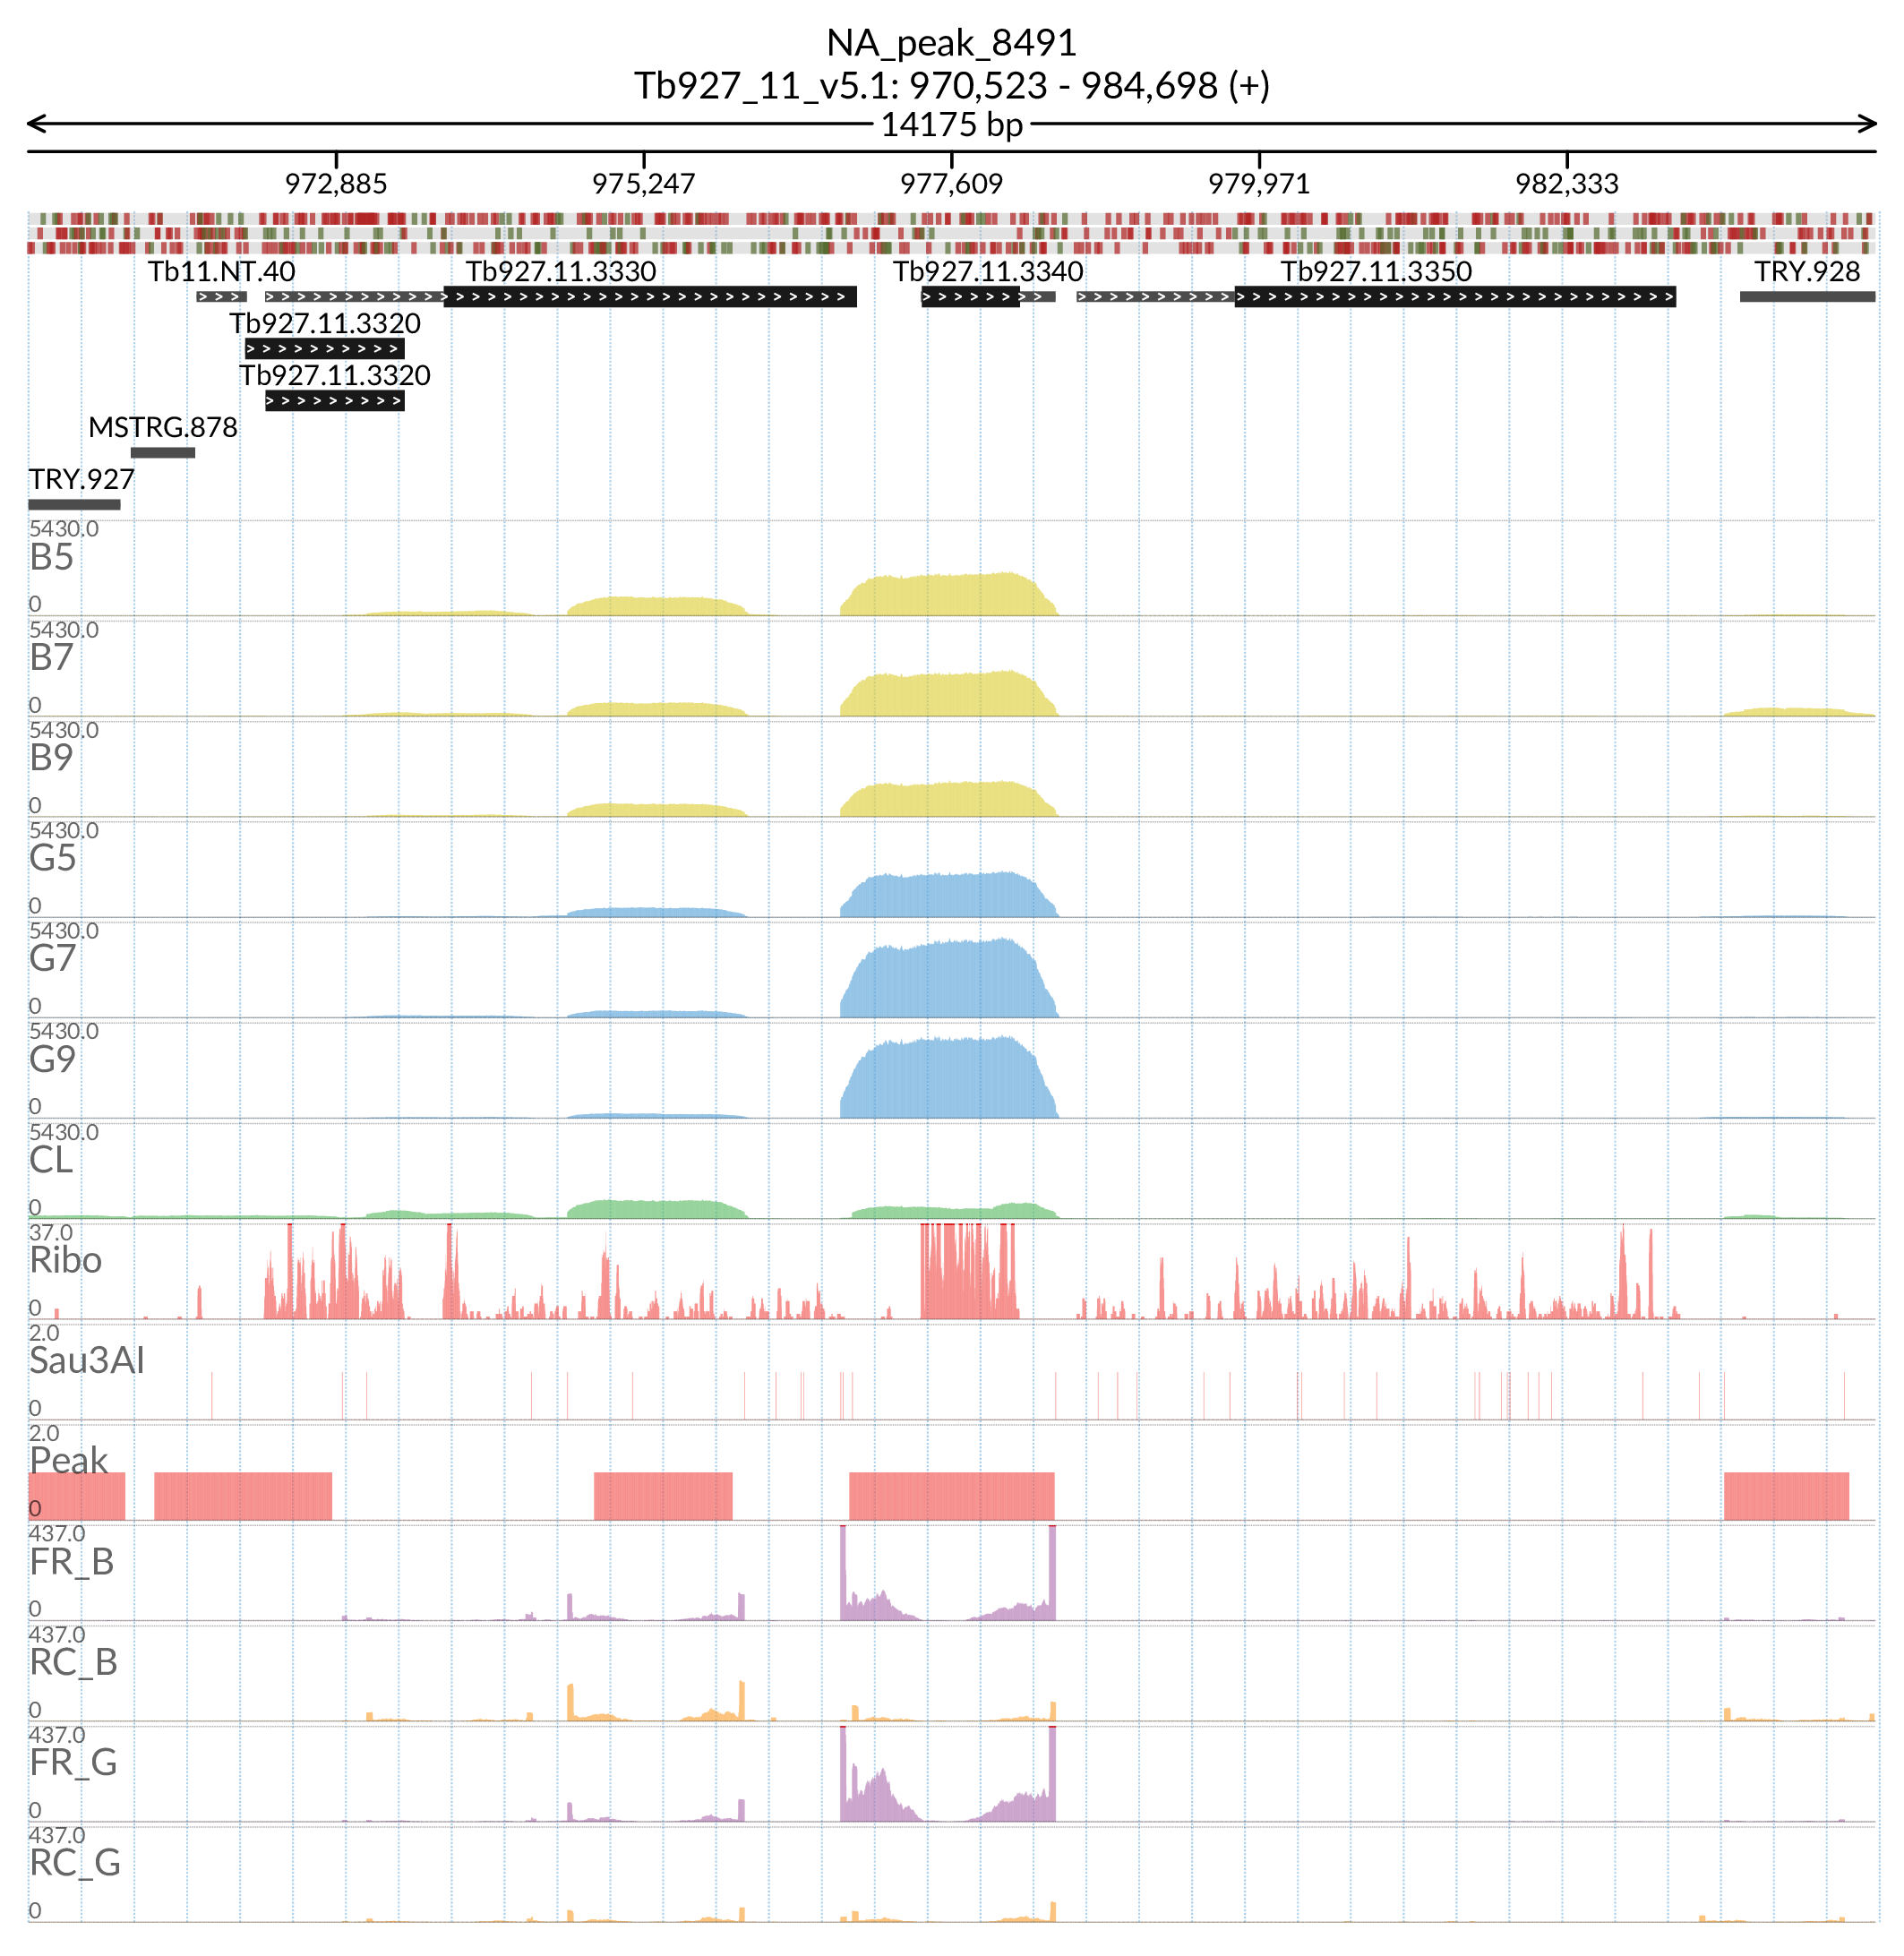 NA_peak_8491
Tb927_11_v5.1: 970,523 - 984,698 (+)
14175 bp
972,885 975,247 977,609 979,971 982,333
Tb11.NT.40 Tb927.11.3330 Tb927.11.3340 Tb927.11.3350 TRY.928
Tb927.11.3320
Tb927.11.3320
MSTRG.878
TRY.927
5430.0
B5
0
5430.0
B7
0
5430.0
B9
0
5430.0
G5
0
5430.0
G7
0
5430.0
G9
0
5430.0
CL
0
37.0
Ribo
0
2.0
Sau3AI
0
2.0
Peak
0
437.0
FR_B
0
437.0
RC_B
0
437.0
FR_G
0
437.0
RC_G
0